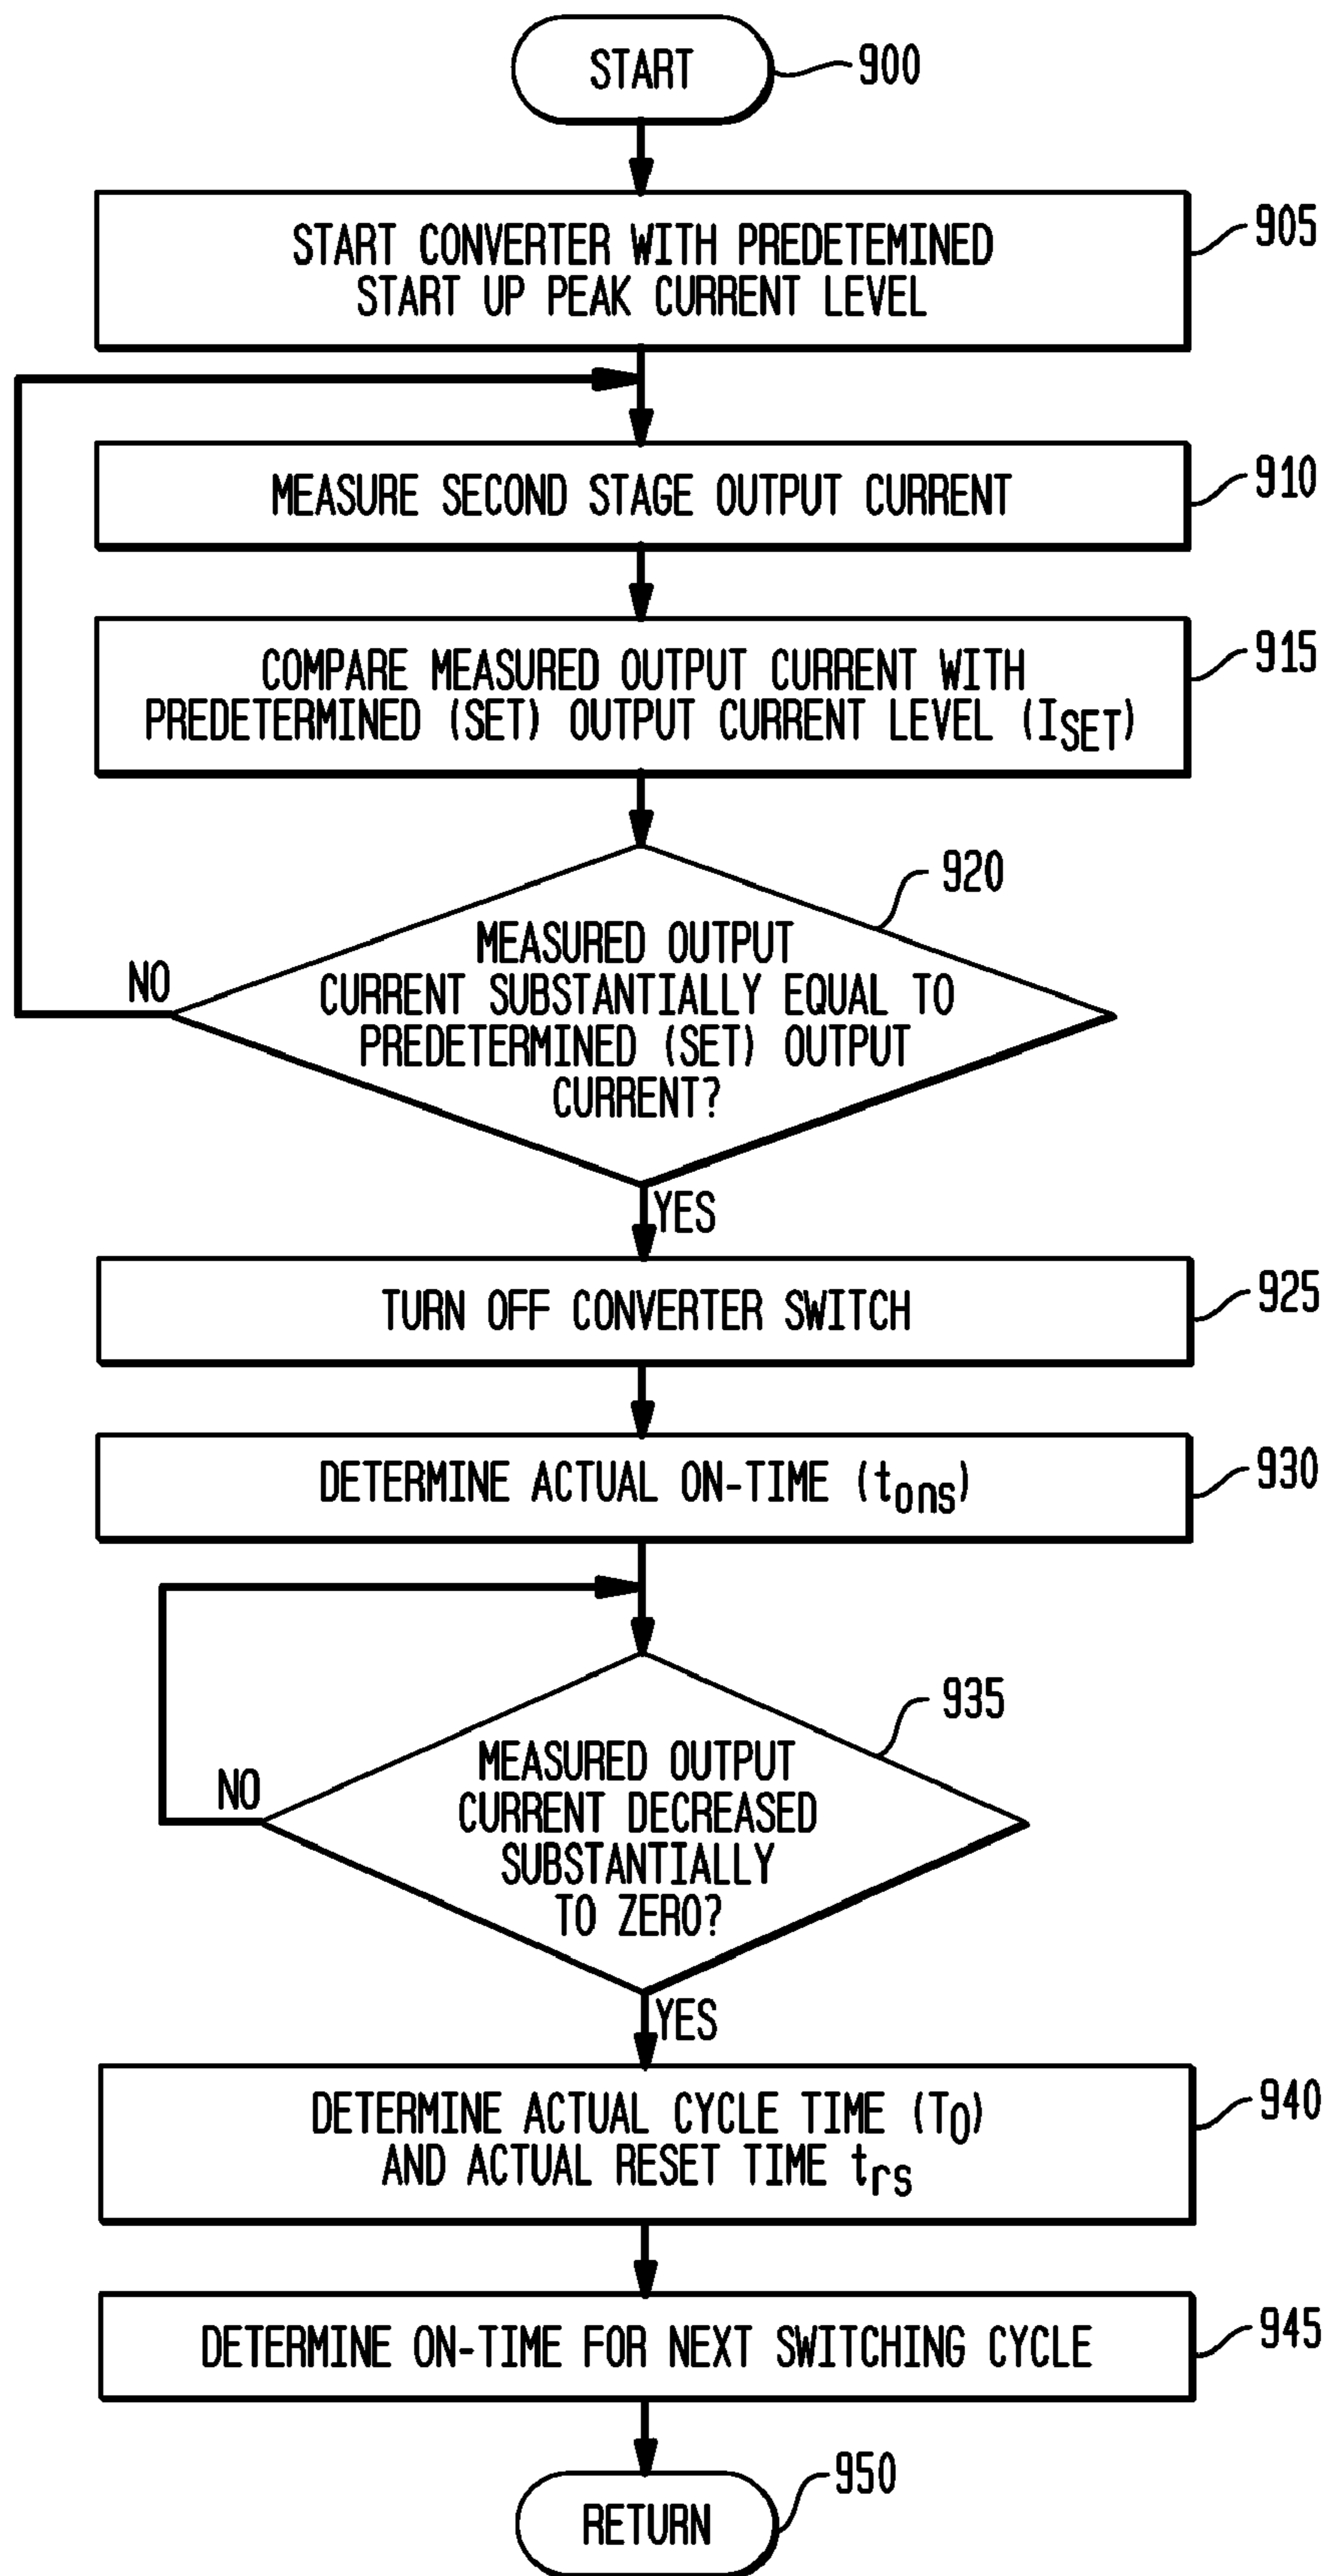 START
900
START CONVERTER WITH PREDETEMINED
START UP PEAK CURRENT LEVEL
905
MEASURE SECOND STAGE OUTPUT CURRENT
910
COMPARE MEASURED OUTPUT CURRENT WITH
PREDETERMINED (SET) OUTPUT CURRENT LEVEL (ISET)
915
920
MEASURED OUTPUT
CURRENT SUBSTANTIALLY EQUAL TO
PREDETERMINED (SET) OUTPUT
CURRENT?
NO
YES
TURN OFF CONVERTER SWITCH
925
DETERMINE ACTUAL ON-TIME (tons)
930
935
MEASURED OUTPUT
CURRENT DECREASED
SUBSTANTIALLY
TO ZERO?
NO
YES
DETERMINE ACTUAL CYCLE TIME (T0)
AND ACTUAL RESET TIME trs
940
DETERMINE ON-TIME FOR NEXT SWITCHING CYCLE
945
RETURN
950